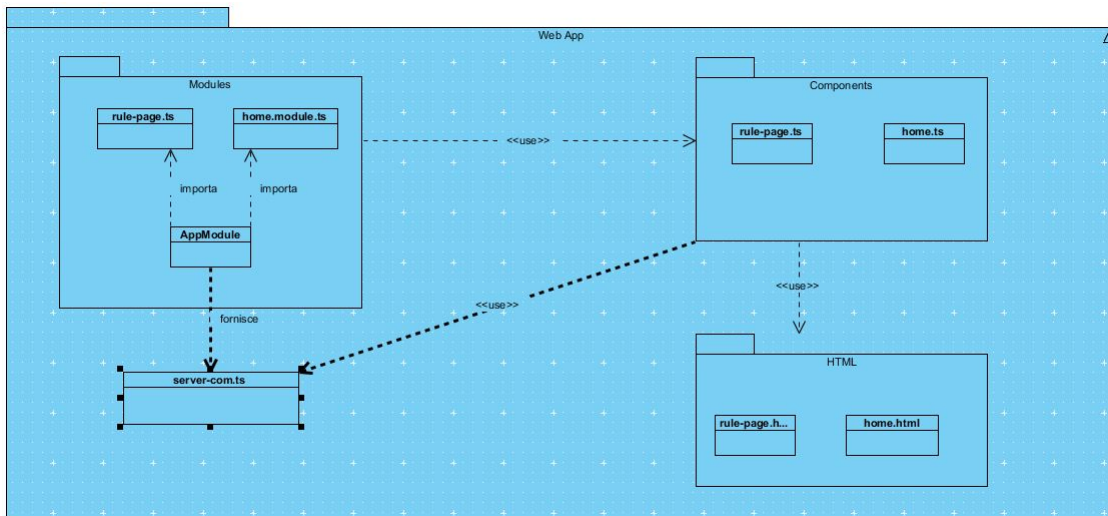 Web App
Modules
rule-page.ts
home.module.ts
importa
importa
AppModule
fornisce
server-com.ts
<<use>>
<<use>>
Components
rule-page.ts
home.ts
<<use>>
HTML
rule-page.h...
home.html